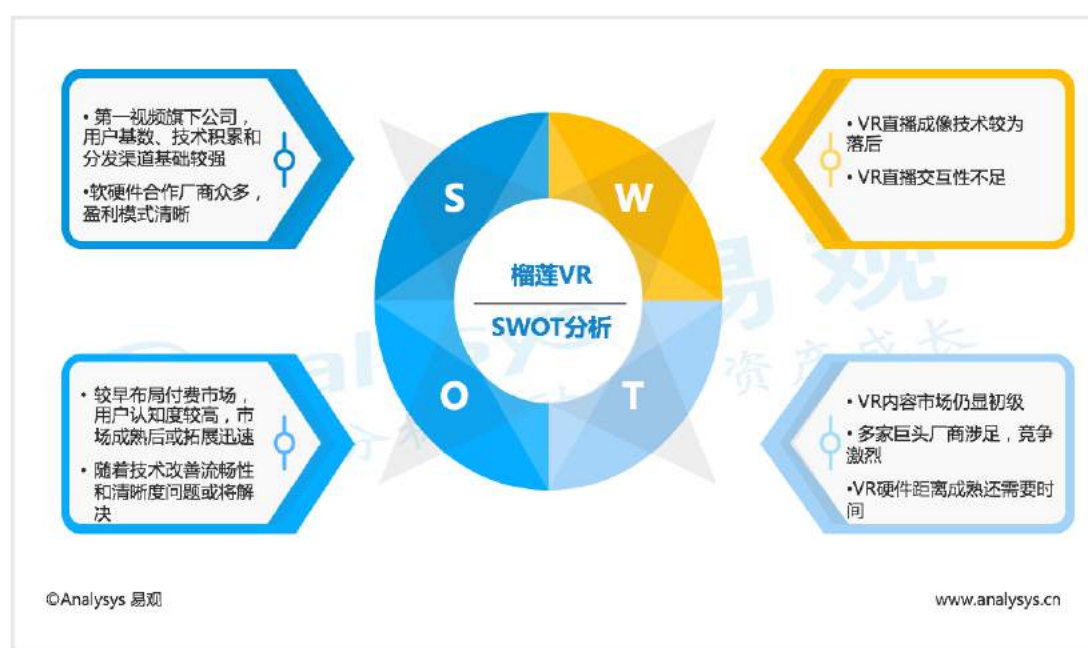 • 第一视频旗下公司，
用户基数、技术积累和
分发渠道基础较强
•软硬件合作厂商众多，
盈利模式清晰
• VR直播成像技术较为
落后
• VR直播交互性不足
S
W
榴莲VR
SWOT分析
O
T
• 较早布局付费市场，
用户认知度较高，市
场成熟后或拓展迅速
• 随着技术改善流畅性
和清晰度问题或将解
决
• VR内容市场仍显初级
• 多家巨头厂商涉足，竞争
激烈
•VR硬件距离成熟还需要时
间
©Analysys 易观
www.analysys.cn